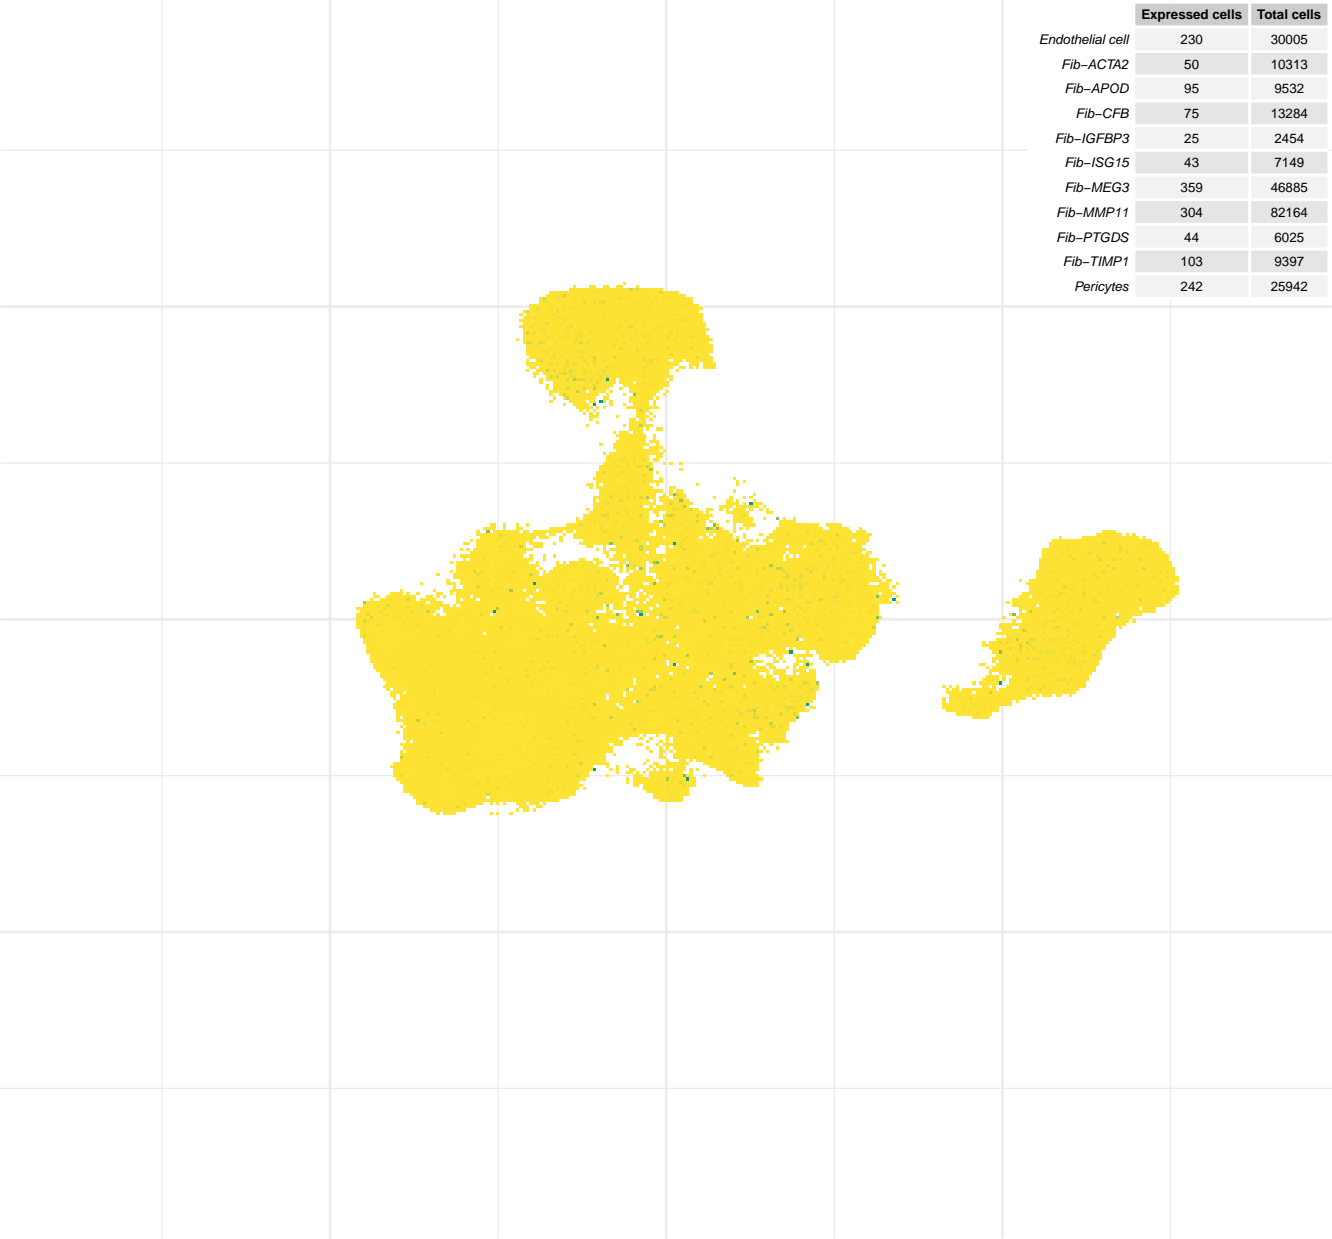 Expressed cells Total cells
Endothelial cell 230 30005
Fib−ACTA2 50 10313
Fib−APOD 95 9532
Fib−CFB 75 13284
Fib−IGFBP3 25 2454
Fib−ISG15 43 7149
Fib−MEG3 359 46885
Fib−MMP11 304 82164
Fib−PTGDS 44 6025
Fib−TIMP1 103 9397
Pericytes 242 25942